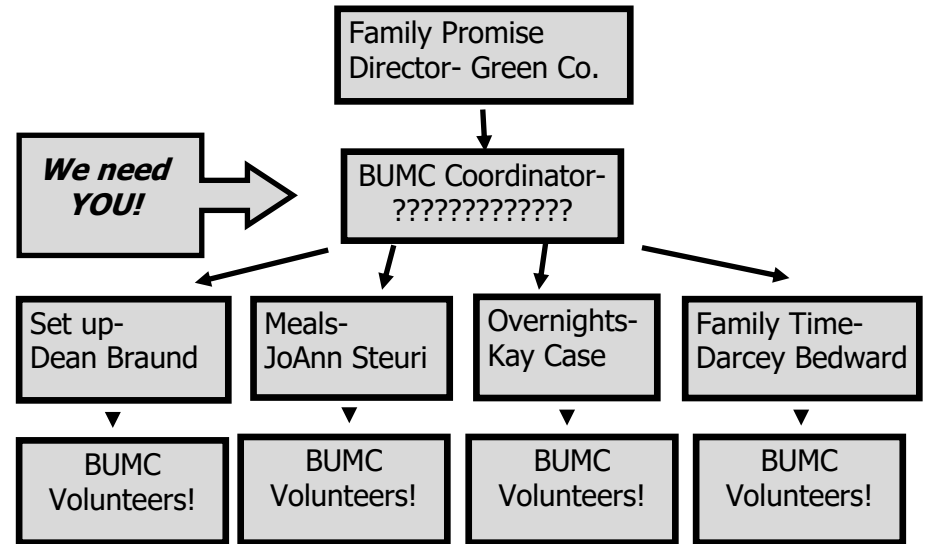 Family Promise
Director- Green Co.
We need
YOU!
BUMC Coordinator-
?????????????
Set up-
Dean Braund
Meals-
JoAnn Steuri
Overnights-
Kay Case
Family Time-
Darcey Bedward
BUMC
Volunteers!
BUMC
Volunteers!
BUMC
Volunteers!
BUMC
Volunteers!